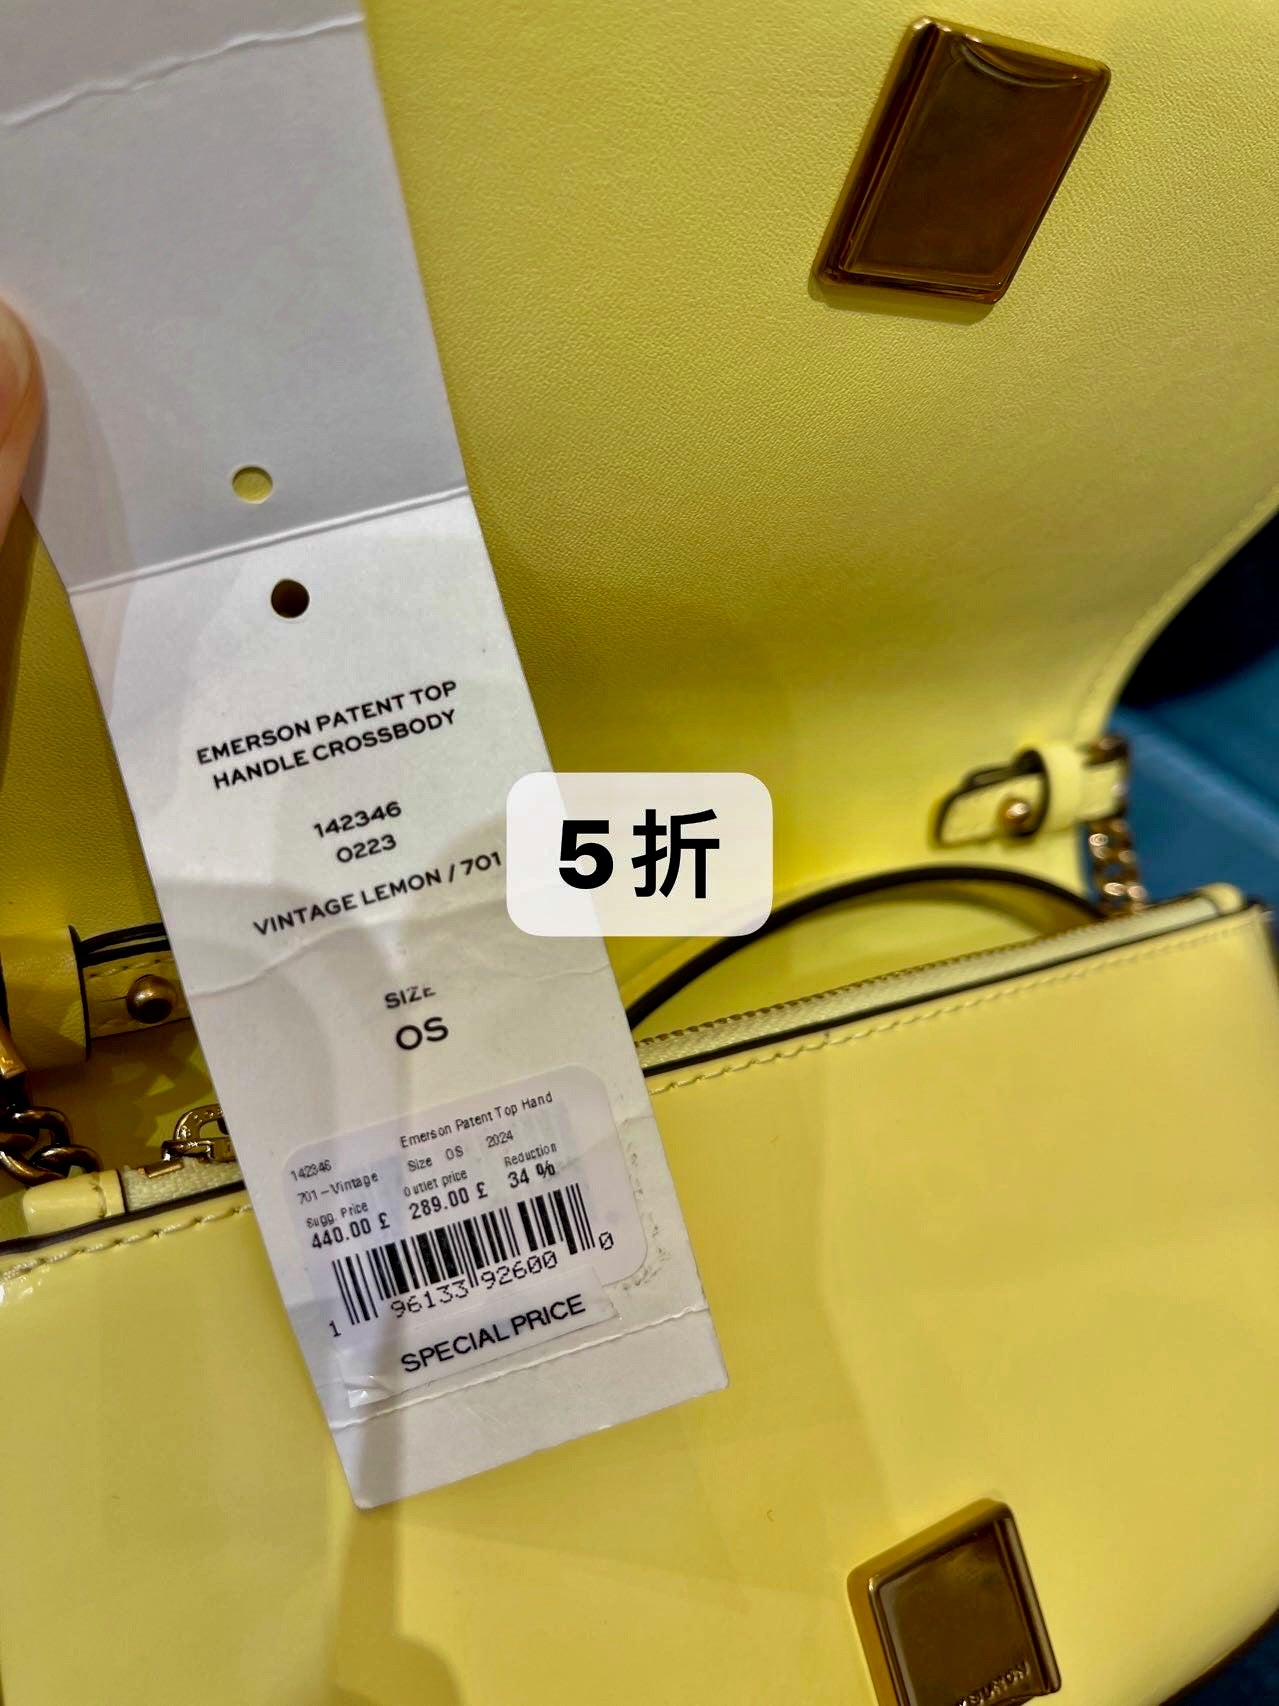 EMERSON PATENT TOP
HANDLE CROSSBODY
142346
0223
VINTAGE LEMON / 701
5折
SIZE
OS
142346 Emerson Patent Top Hand
701-Vintage Size OS 2024
Sugg. Price Outlet price Reduction
440.00 £ 289.00 £ 34 %
1 96133 92600 0
SPECIAL PRICE